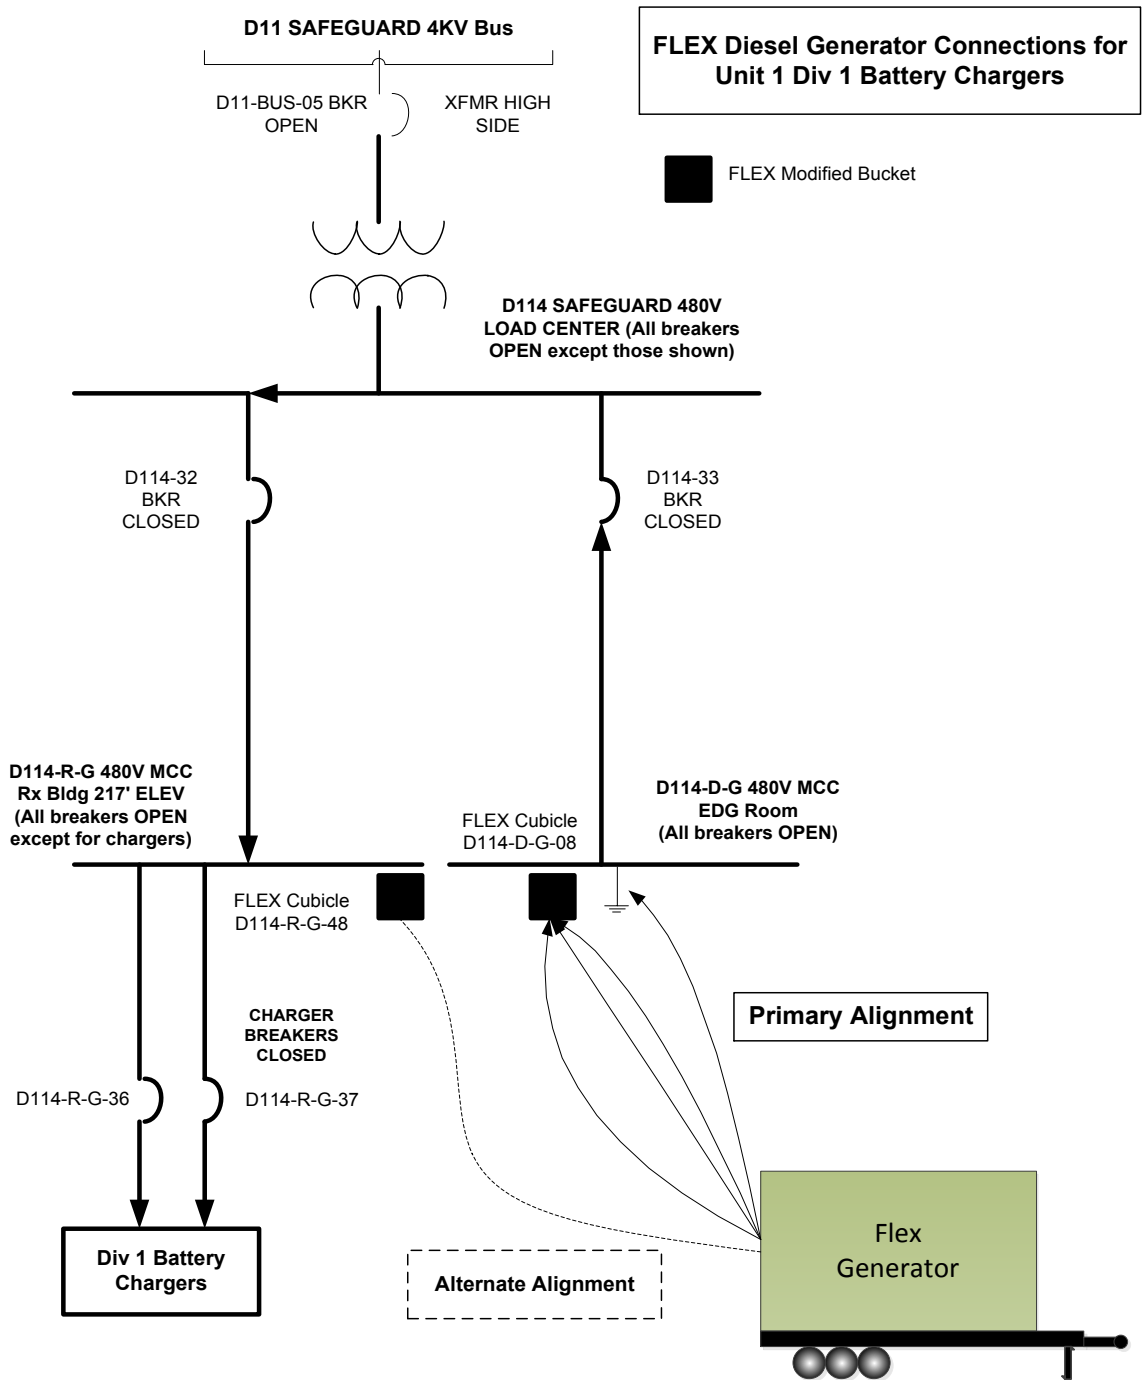 D11 SAFEGUARD 4KV Bus
FLEX Diesel Generator Connections for
Unit 1 Div 1 Battery Chargers
D11-BUS-05 BKR
OPEN
XFMR HIGH
SIDE
FLEX Modified Bucket
D114 SAFEGUARD 480V
LOAD CENTER (All breakers
OPEN except those shown)
D114-32
BKR
CLOSED
D114-33
BKR
CLOSED
D114-R-G 480V MCC
Rx Bldg 217' ELEV
(All breakers OPEN
except for chargers)
FLEX Cubicle
D114-D-G-08
D114-D-G 480V MCC
EDG Room
(All breakers OPEN)
FLEX Cubicle
D114-R-G-48
CHARGER
BREAKERS
CLOSED
Primary Alignment
D114-R-G-36
D114-R-G-37
Div 1 Battery
Chargers
Alternate Alignment
Flex
Generator